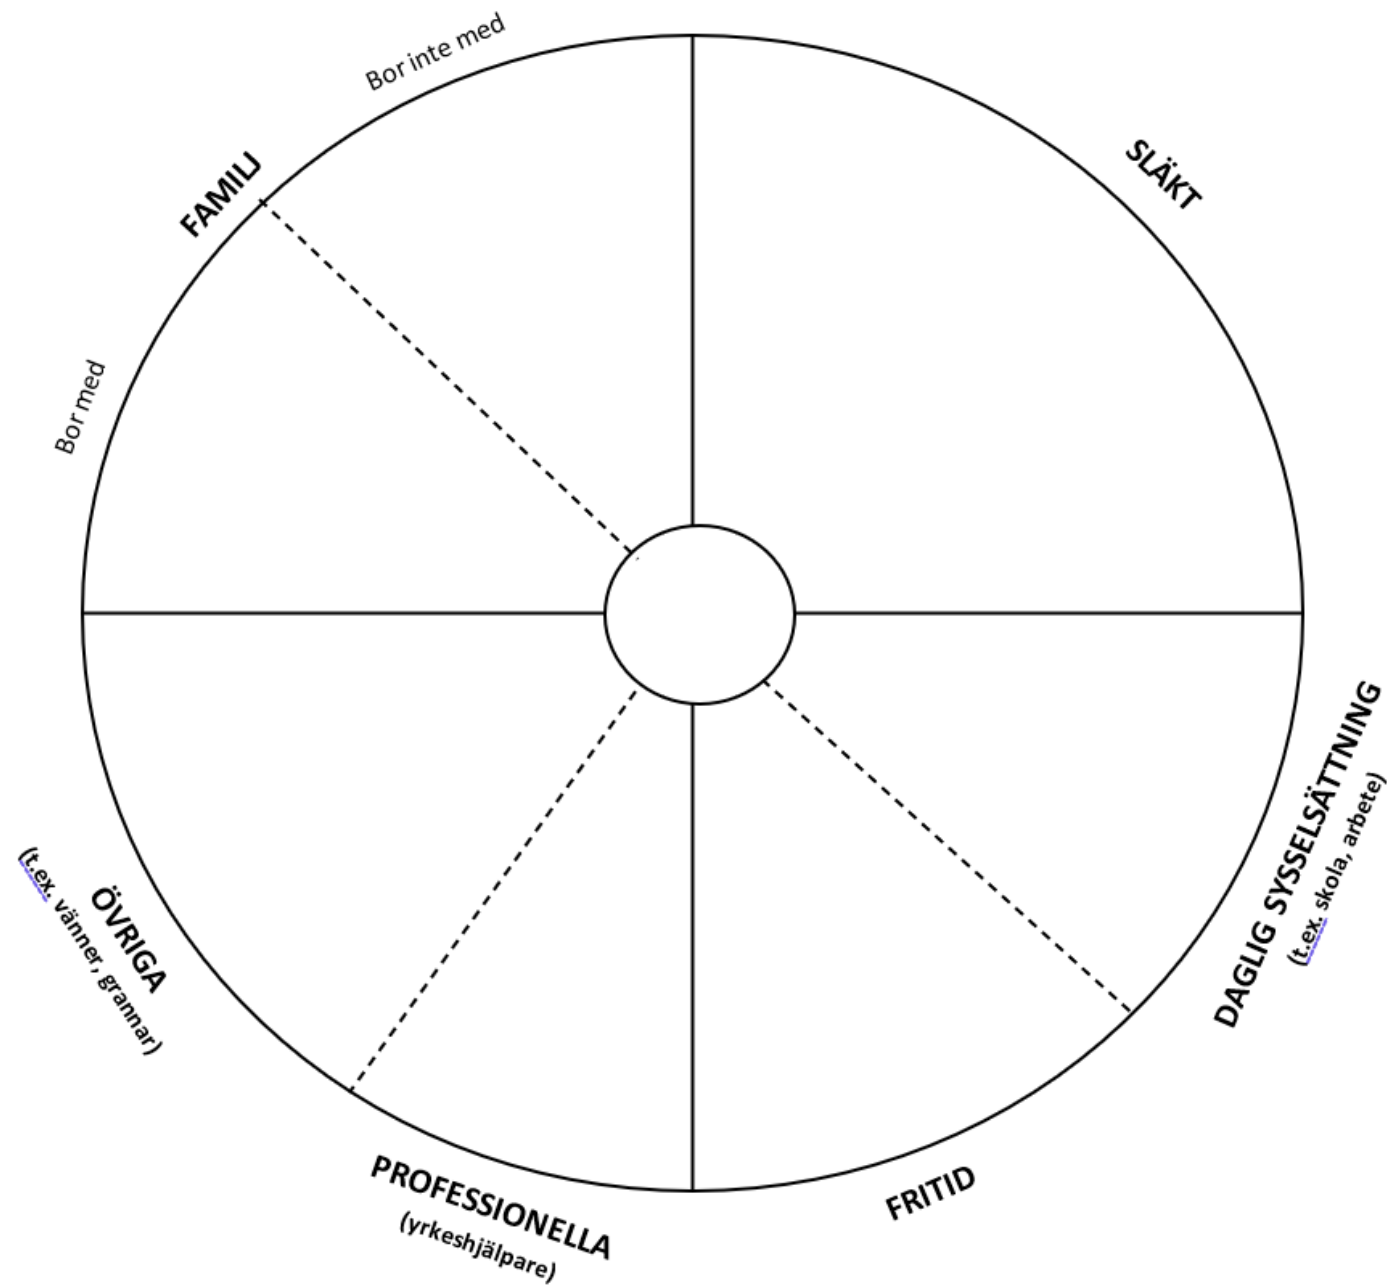 Bor inte med
FAMILJ
SLÄKT
Bor med
DAGLIG SYSSELSÄTTNING
(t.ex. skola, arbete)
ÖVRIGA
(t.ex. vänner, grannar)
FRITID
PROFESSIONELLA
(yrkeshjälpare)